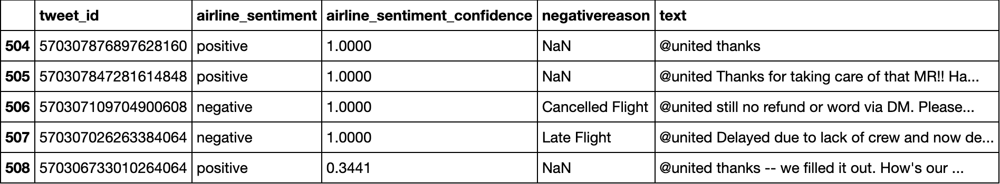 tweet_id airline_sentiment airline_sentiment_confidence negativereason text
504 570307876897628160 positive 1.0000 NaN @united thanks
505 570307847281614848 positive 1.0000 NaN @united Thanks for taking care of that MR!! Ha...
506 570307109704900608 negative 1.0000 Cancelled Flight @united still no refund or word via DM. Please...
507 570307026263384064 negative 1.0000 Late Flight @united Delayed due to lack of crew and now de...
508 570306733010264064 positive 0.3441 NaN @united thanks -- we filled it out. How's our ...